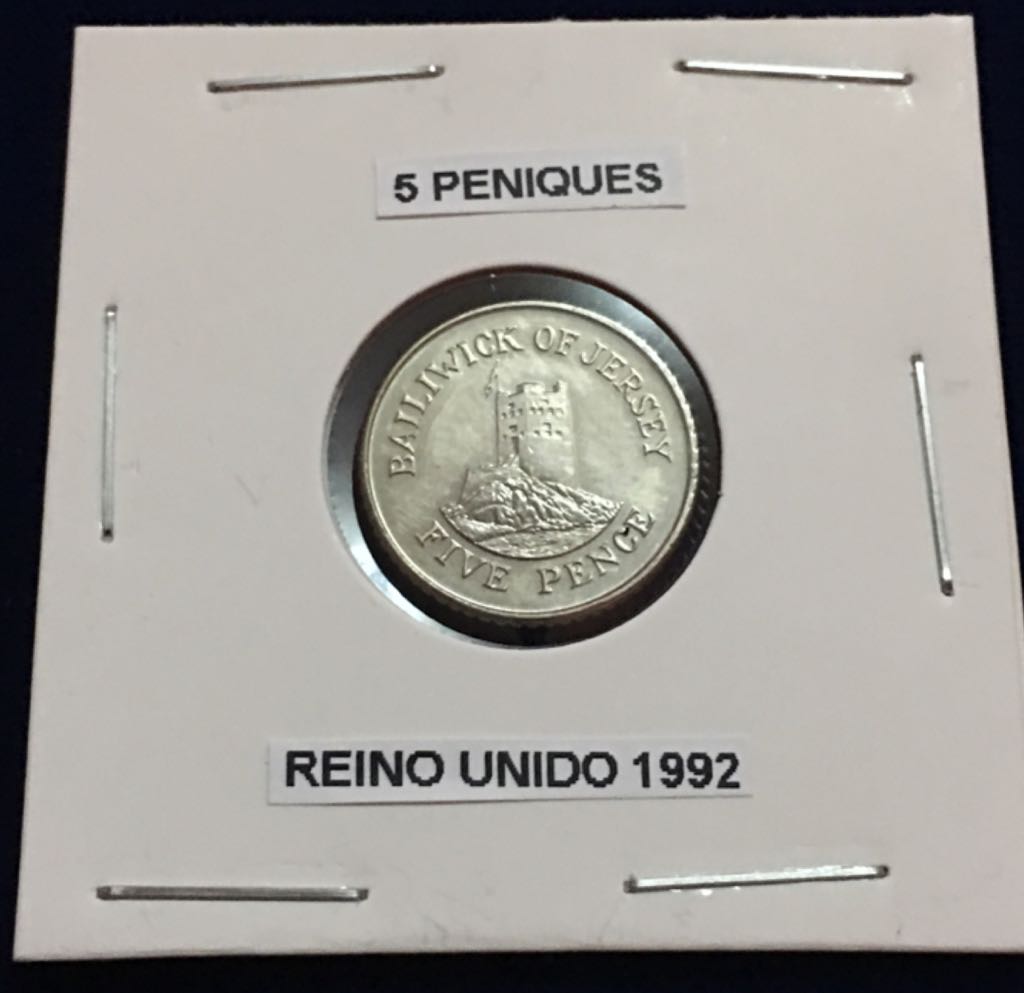 5 PENIQUES
BAILIWICK OF JERSEY
FIVE PENCE
REINO UNIDO 1992